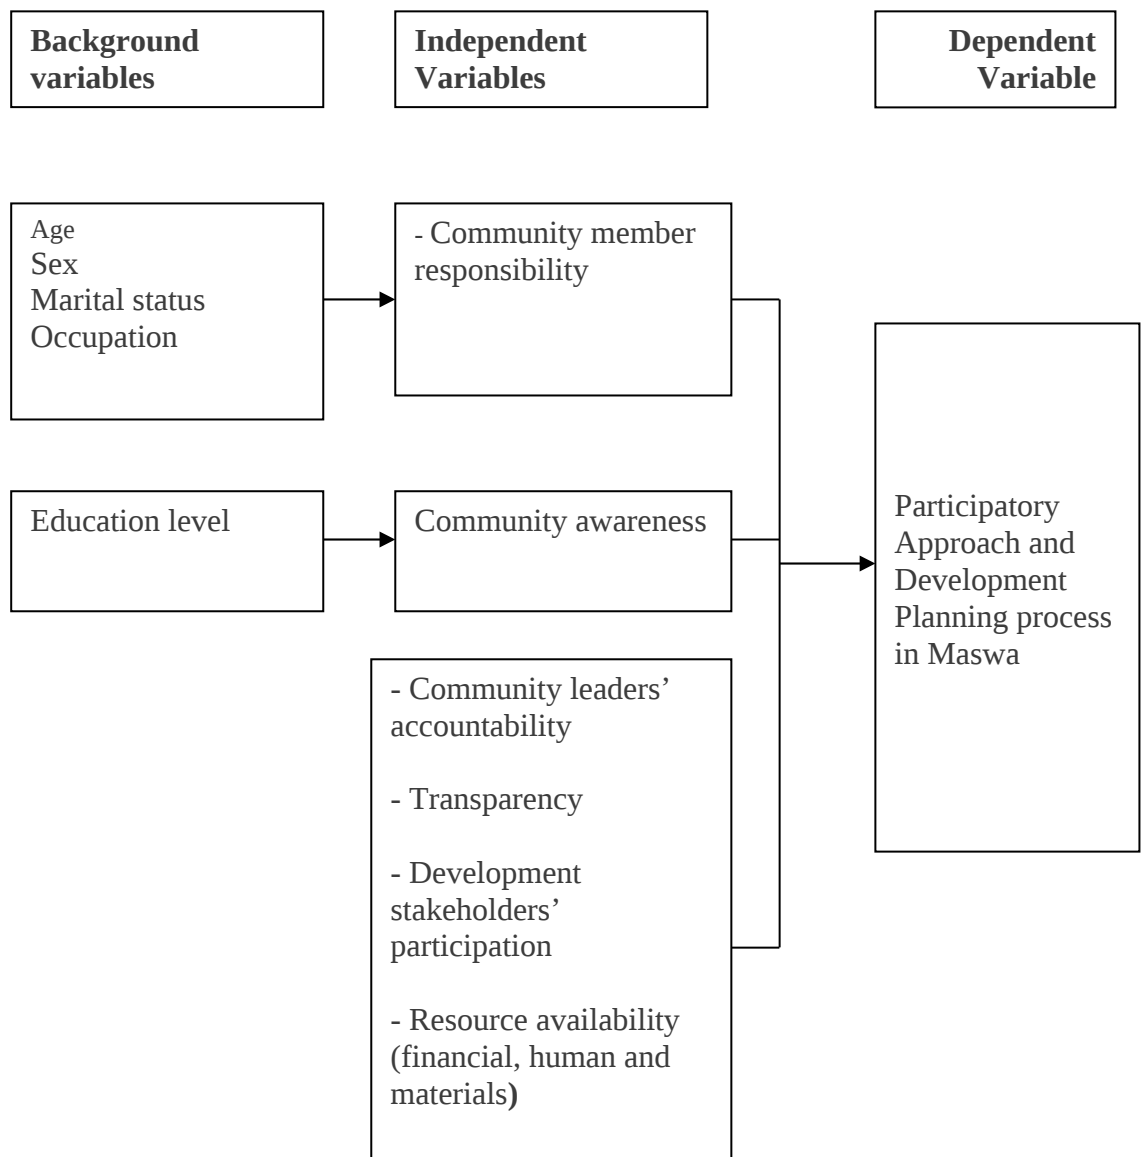 Background
variables
Independent
Variables
Dependent
Variable
Age
Sex
Marital status
Occupation
- Community member
responsibility
Education level
Community awareness
- Community leaders’
accountability
- Transparency
- Development
stakeholders’
participation
- Resource availability
(financial, human and
materials)
Participatory
Approach and
Development
Planning process
in Maswa